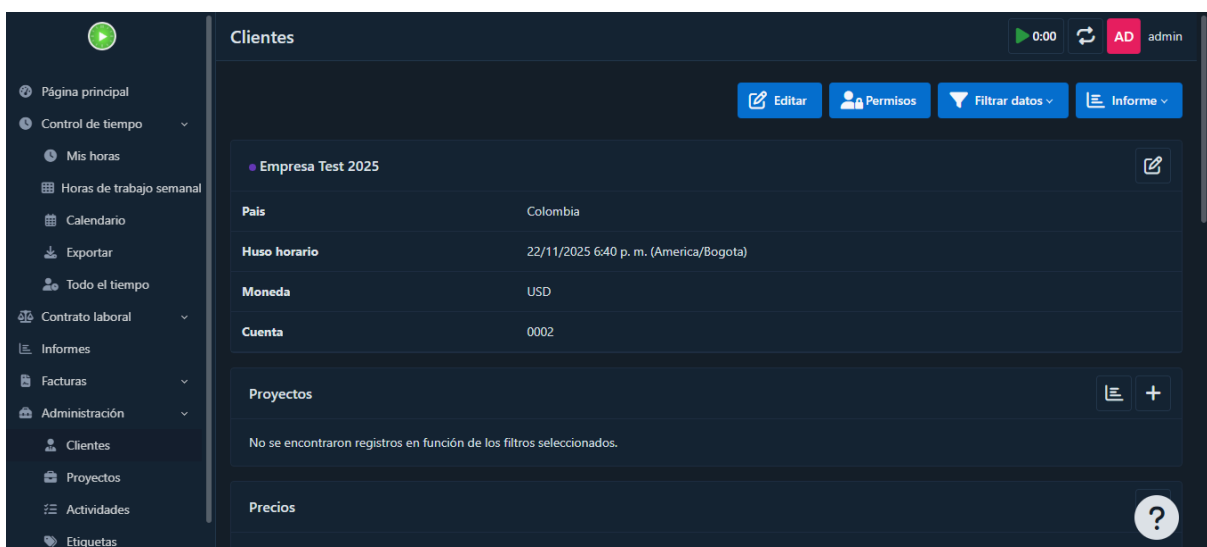 Clientes
0:00
AD admin
Página principal
Control de tiempo
Mis horas
Horas de trabajo semanal
Calendario
Exportar
Todo el tiempo
Contrato laboral
Informes
Facturas
Administración
Clientes
Proyectos
Actividades
Etiquetas
Editar
Permisos
Filtrar datos
Informe
Empresa Test 2025
Pais Colombia
Huso horario 22/11/2025 6:40 p. m. (America/Bogota)
Moneda USD
Cuenta 0002
Proyectos
No se encontraron registros en función de los filtros seleccionados.
Precios
?